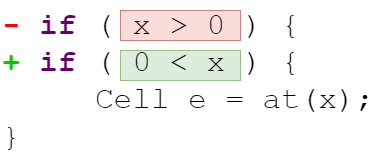 - if ( x > 0 ) {
+ if ( 0 < x ) {
Cell e = at(x);
}